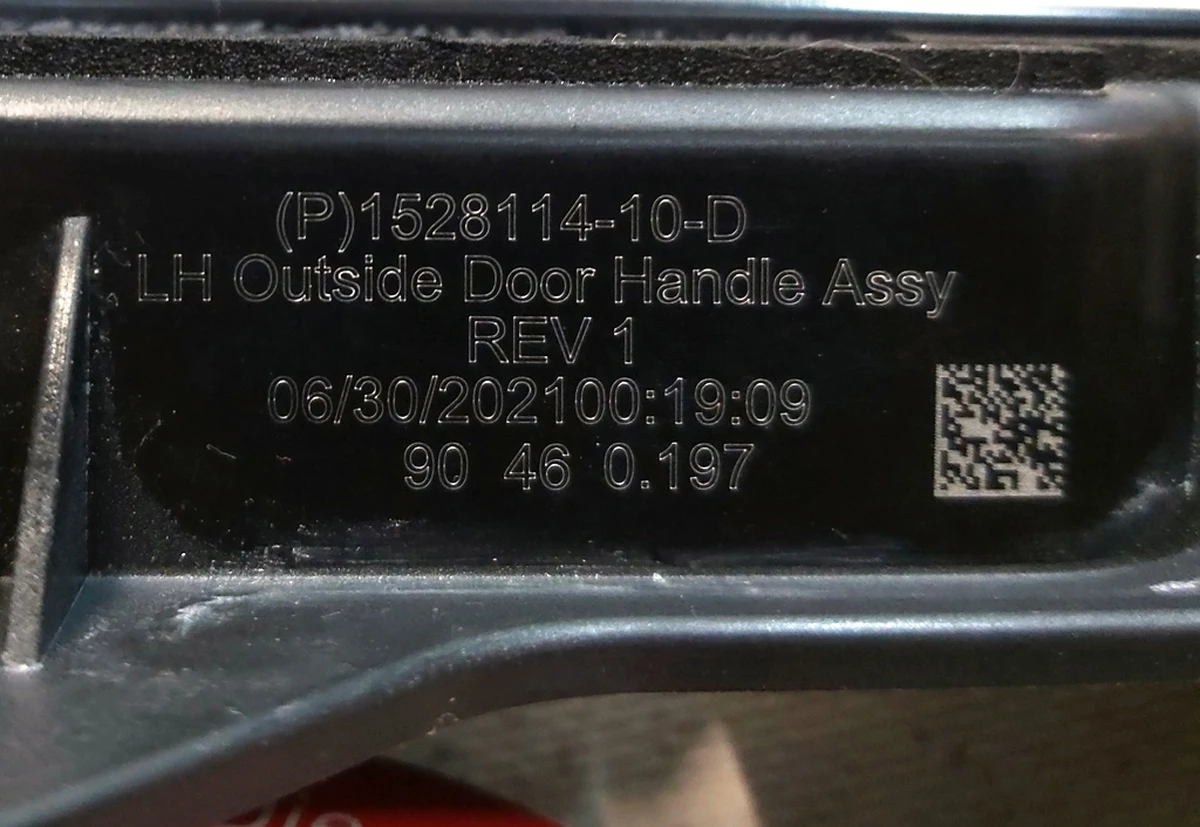 (P)1528114-10-D
LH Outside Door Handle Assy
REV 1
06/30/202100:19:09
90 46 0.197